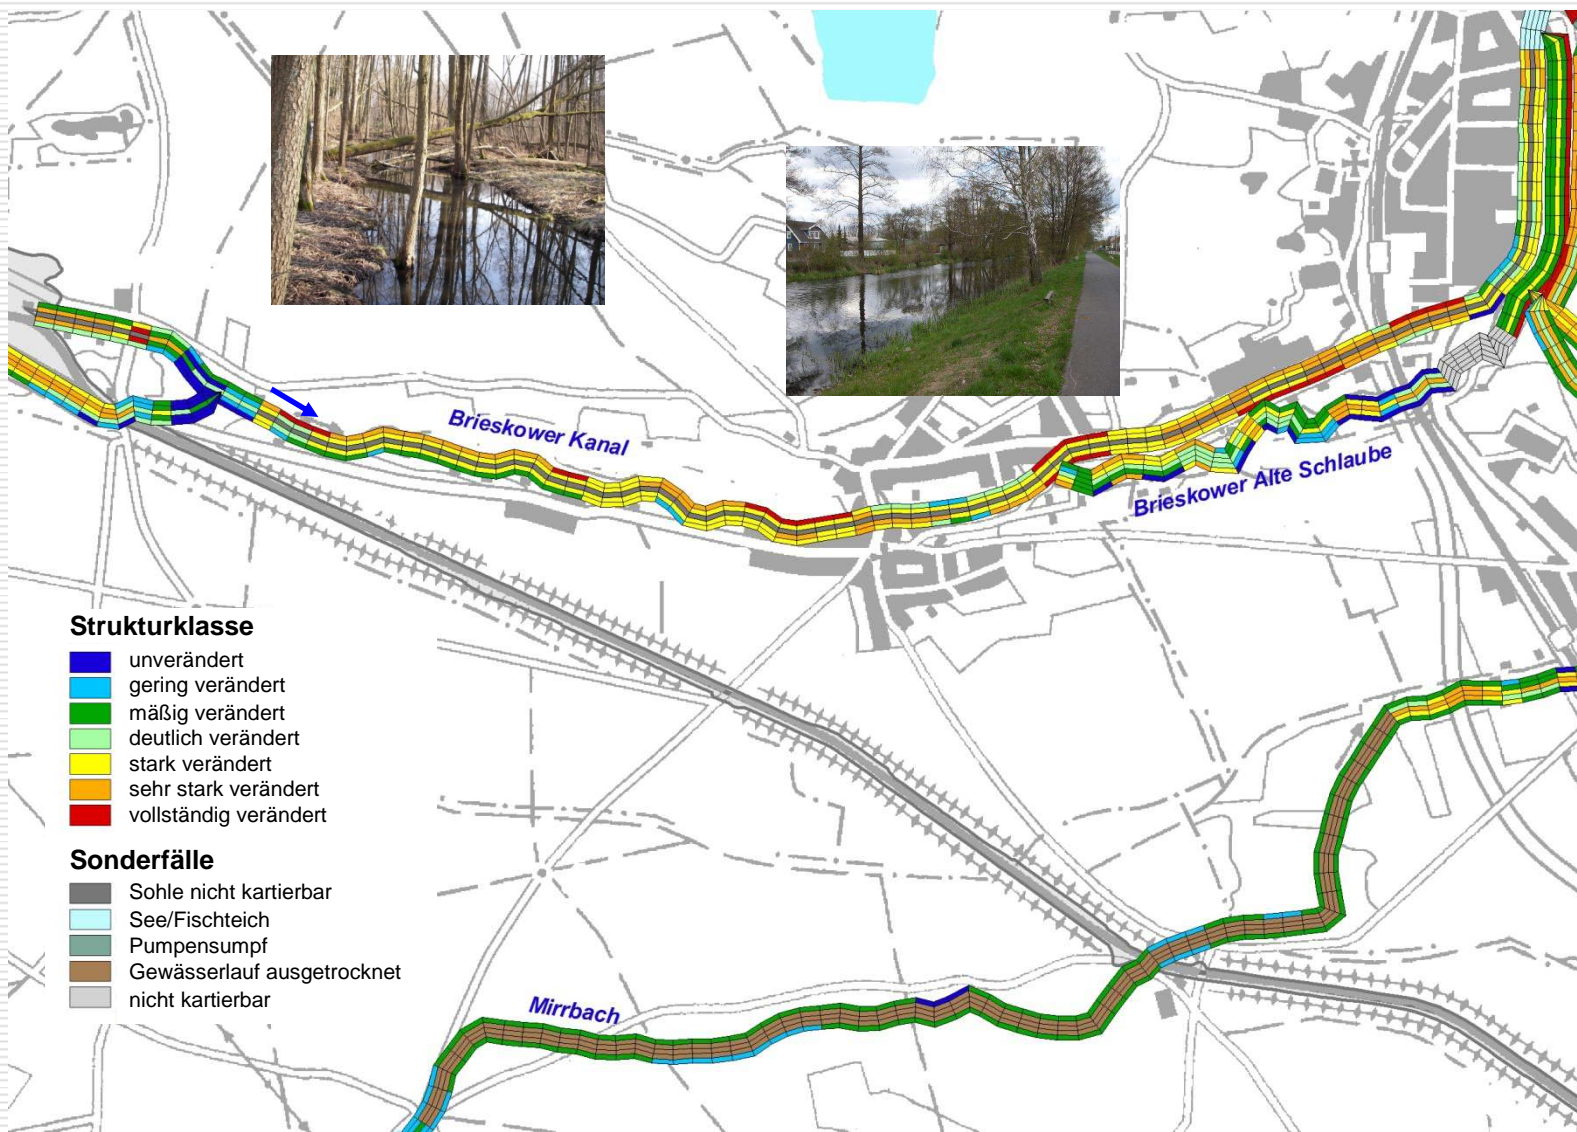 Brieskower Kanal
Brieskower Alte Schlaube
Strukturklasse
unverändert
gering verändert
mäßig verändert
deutlich verändert
stark verändert
sehr stark verändert
vollständig verändert
Sonderfälle
Sohle nicht kartierbar
See/Fischteich
Pumpensumpf
Gewässerlauf ausgetrocknet
nicht kartierbar
Mirrbach